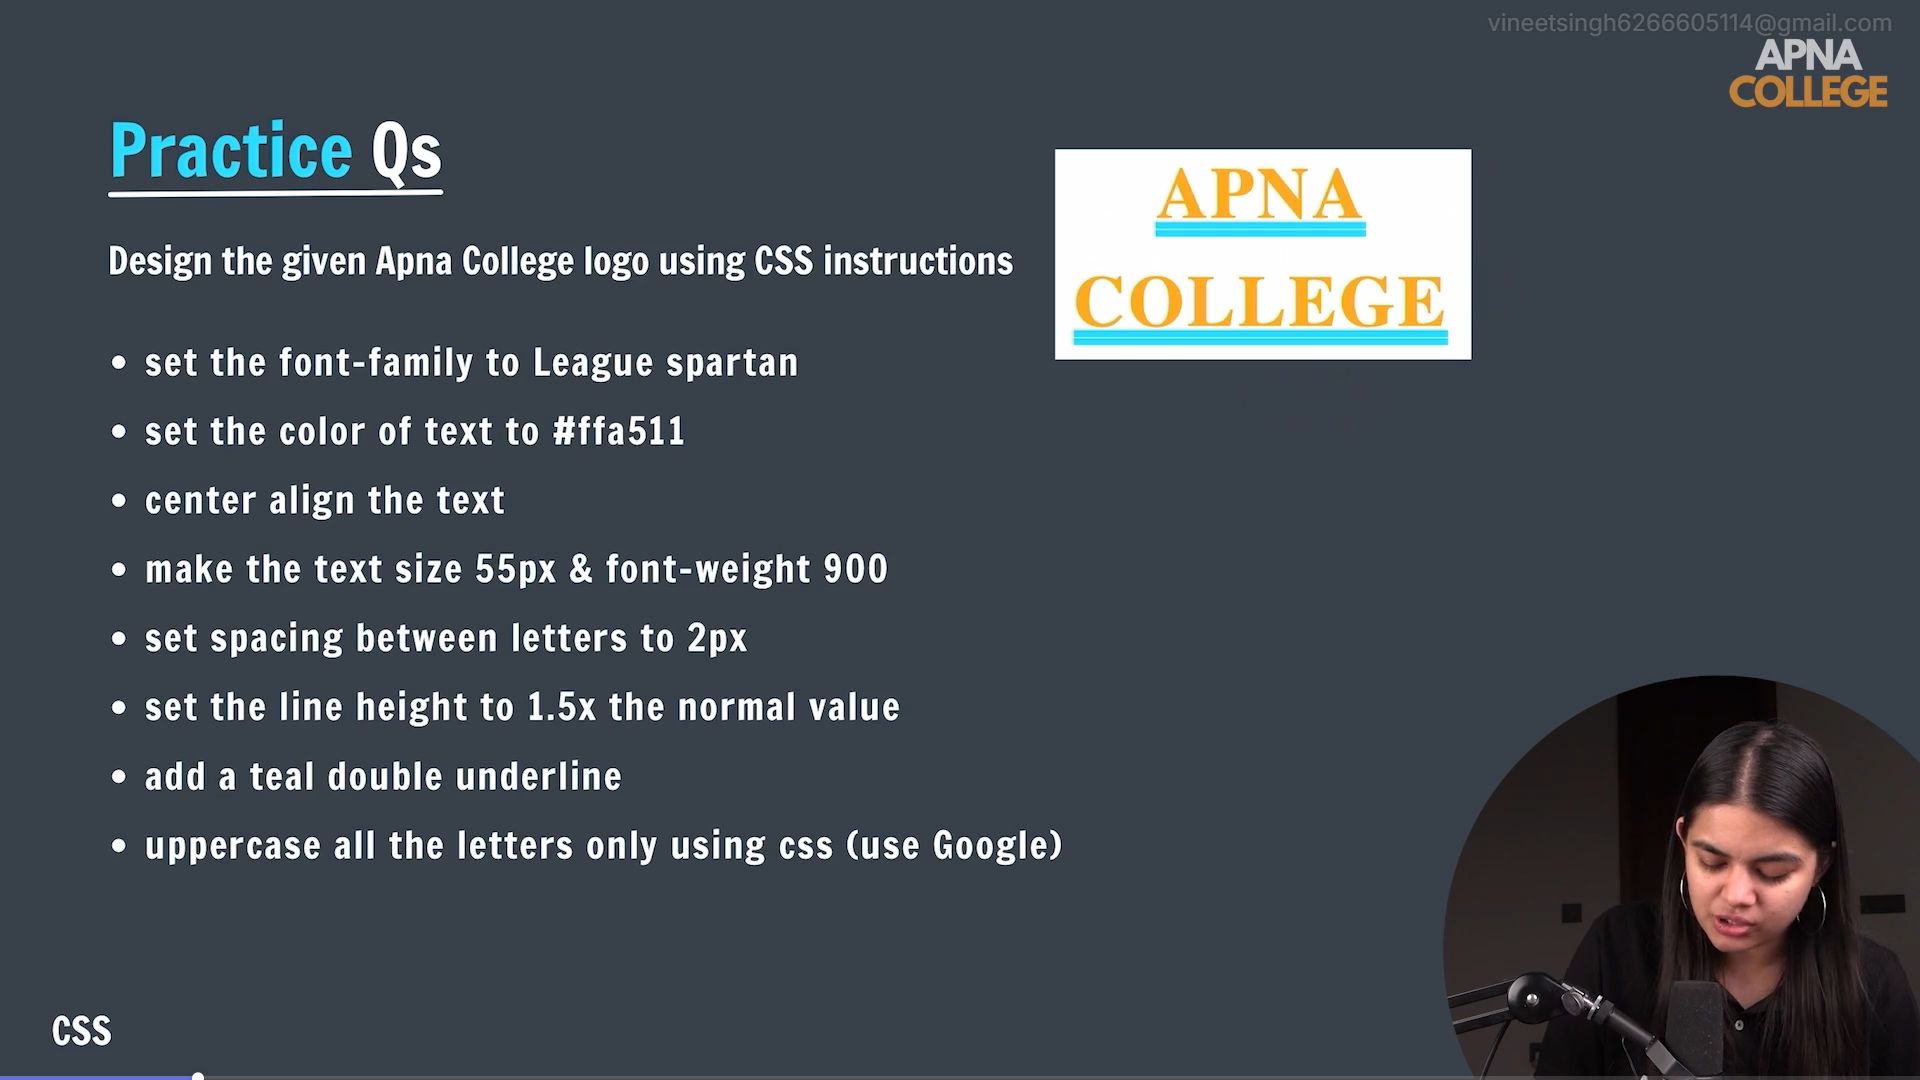 vineetsingh6266605114@gmail.com
APNA
COLLEGE
Practice Qs
APNA
COLLEGE
Design the given Apna College logo using CSS instructions
• set the font-family to League spartan
• set the color of text to #ffa511
• center align the text
• make the text size 55px & font-weight 900
• set spacing between letters to 2px
• set the line height to 1.5x the normal value
• add a teal double underline
• uppercase all the letters only using css (use Google)
CSS